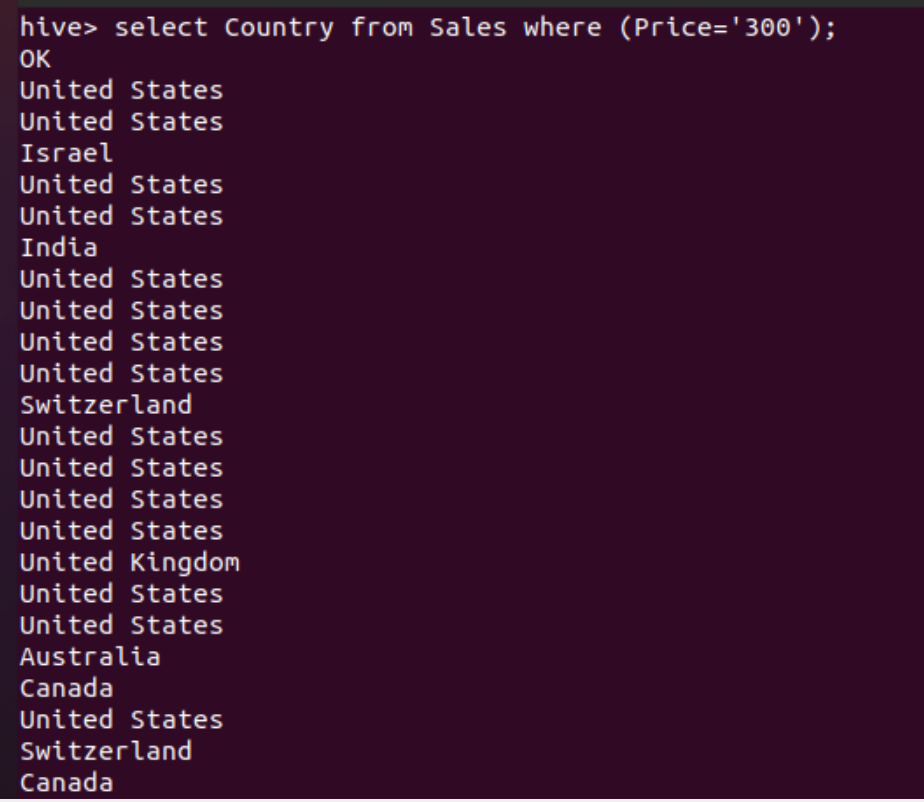 hive> select Country from Sales where (Price='300');
OK
United States
United States
Israel
United States
United States
India
United States
United States
United States
United States
Switzerland
United States
United States
United States
United States
United Kingdom
United States
United States
Australia
Canada
United States
Switzerland
Canada